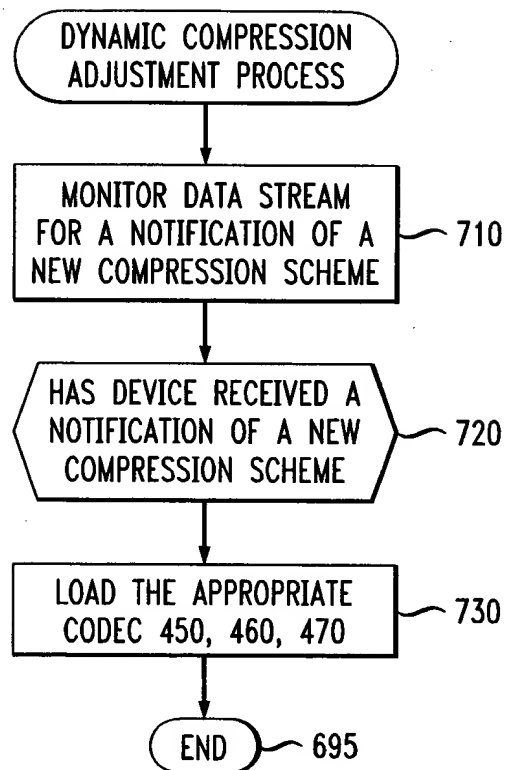 DYNAMIC COMPRESSION
ADJUSTMENT PROCESS
MONITOR DATA STREAM
FOR A NOTIFICATION OF A
NEW COMPRESSION SCHEME
710
HAS DEVICE RECEIVED A
NOTIFICATION OF A NEW
COMPRESSION SCHEME
720
LOAD THE APPROPRIATE
CODEC 450, 460, 470
730
END
695